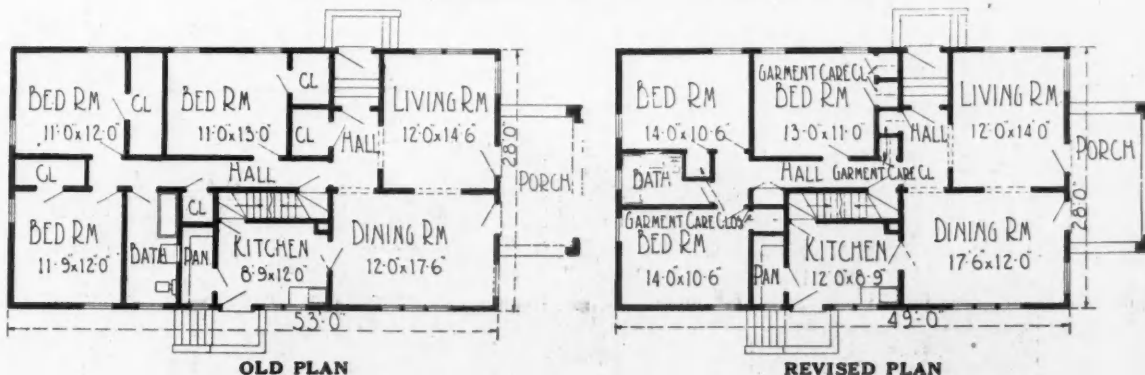 BED RM
11'-0"x12'-0"
CL
BED RM
11'-0"x13'-0"
CL
CL
HALL
LIVING RM
12'-0"x14'-6"
28'-0"
PORCH
CL
HALL
CL
BED RM
11'-9"x12'-0"
BATH
PAN
KITCHEN
8'-9"x12'-0"
DINING RM
12'-0"x17'-6"
53'-0"
OLD PLAN
BED RM
14'-0"x10'-6"
GARMENT CARE CL
BED RM
13'-0"x11'-0"
HALL
LIVING RM
12'-0"x14'-0"
PORCH
BATH
HALL
GARMENT CARE CL
28'-0"
GARMENT CARE CLOS
BED RM
14'-0"x10'-6"
PAN
KITCHEN
12'-0"x8'-9"
DINING RM
17'-6"x12'-0"
49'-0"
REVISED PLAN